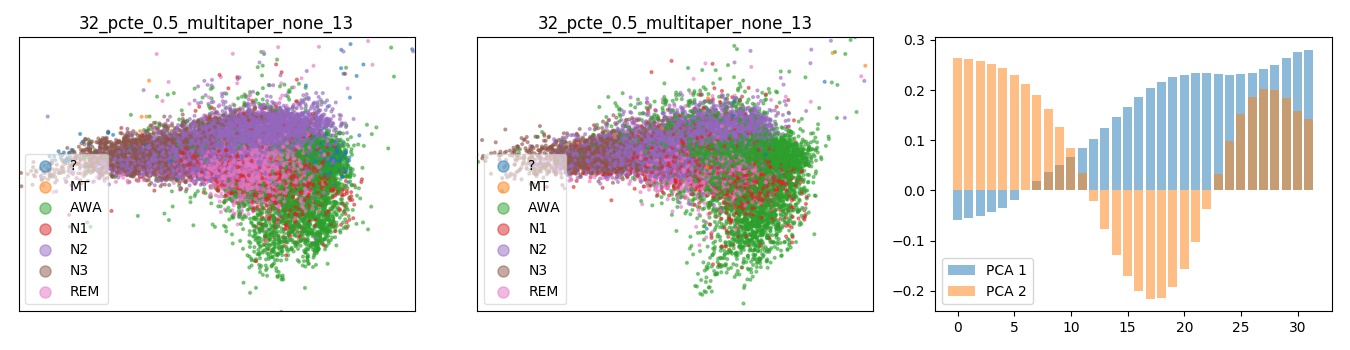 32_pcte_0.5_multitaper_none_13
?
MT
AWA
N1
N2
N3
REM
32_pcte_0.5_multitaper_none_13
?
MT
AWA
N1
N2
N3
REM
0.3
0.2
0.1
0.0
−0.1
−0.2
PCA 1
PCA 2
0 5 10 15 20 25 30